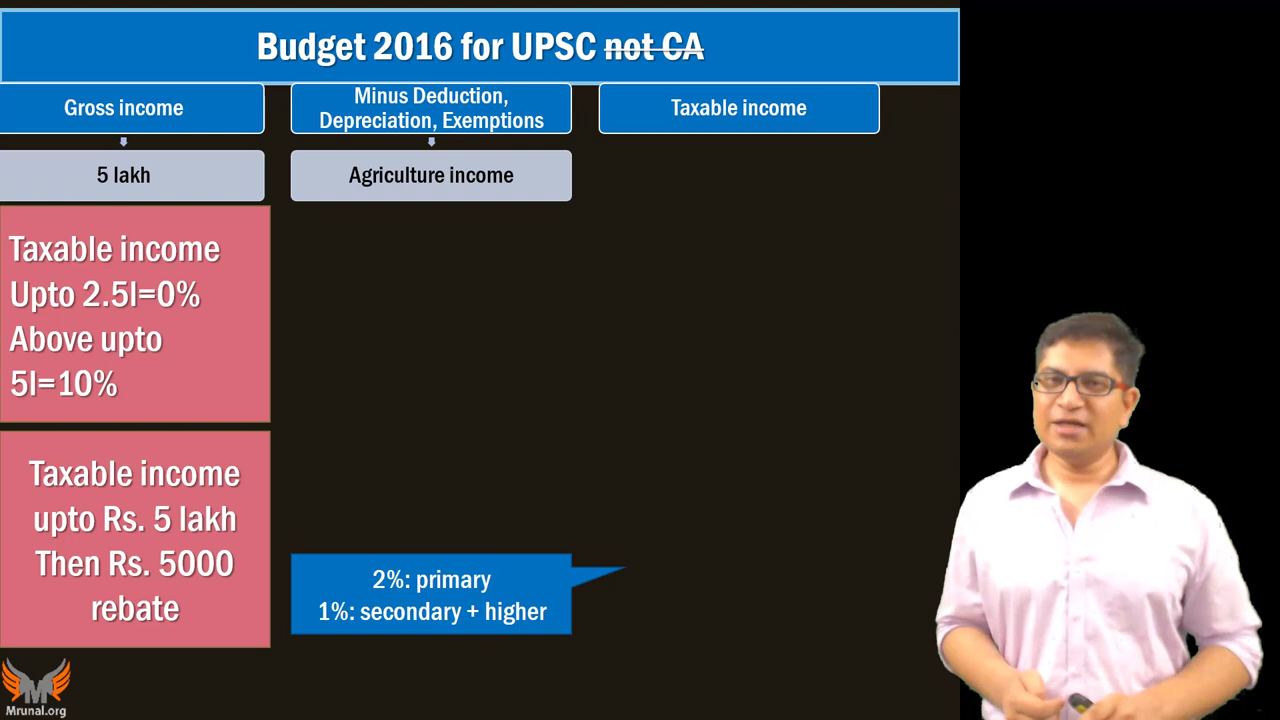 Budget 2016 for UPSC not CA
Gross income
Minus Deduction,
Depreciation, Exemptions
Taxable income
5 lakh
Agriculture income
Taxable income
Upto 2.5l=0%
Above upto
5l=10%
Taxable income
upto Rs. 5 lakh
Then Rs. 5000
rebate
2%: primary
1%: secondary + higher
M
Mrunal.org